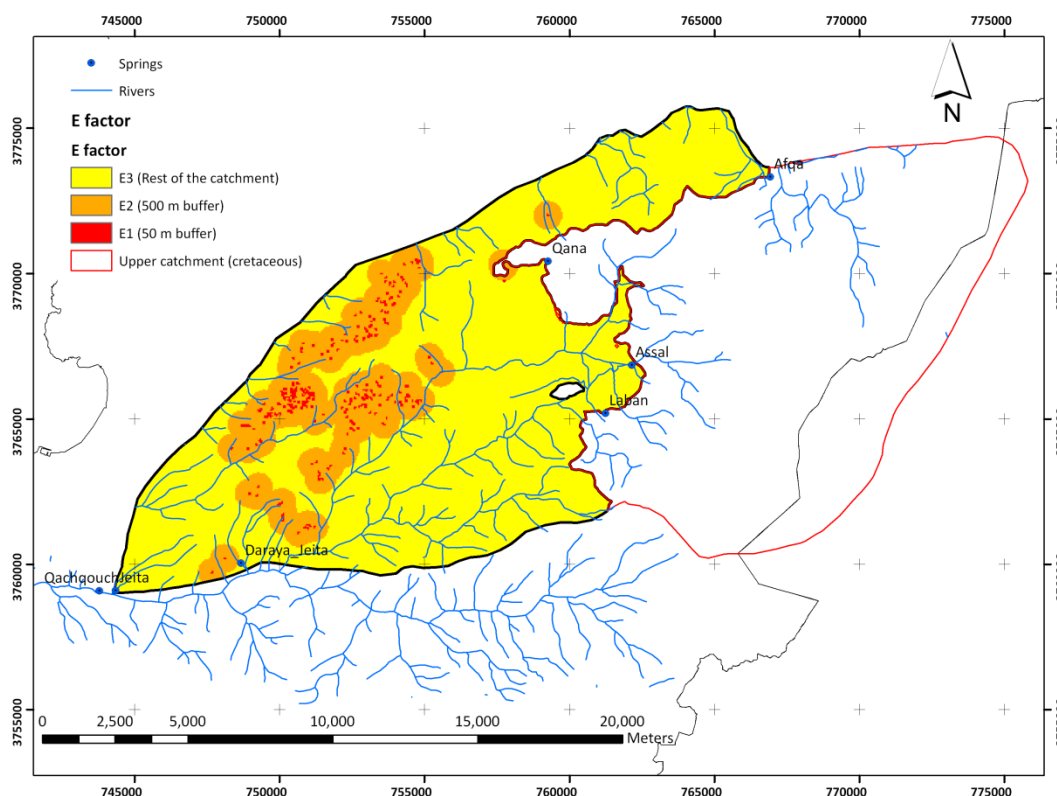 745000 750000 755000 760000 765000 770000 775000
Springs
Rivers
E factor
E factor
E3 (Rest of the catchment)
E2 (500 m buffer)
E1 (50 m buffer)
Upper catchment (cretaceous)
N
3775000
Afqa
Qana
3770000
Assal
Laban
3765000
Daraya_Jeita
3760000
Qachqouch
Jeita
3755000
0 2,500 5,000 10,000 15,000 20,000
Meters
745000 750000 755000 760000 765000 770000 775000